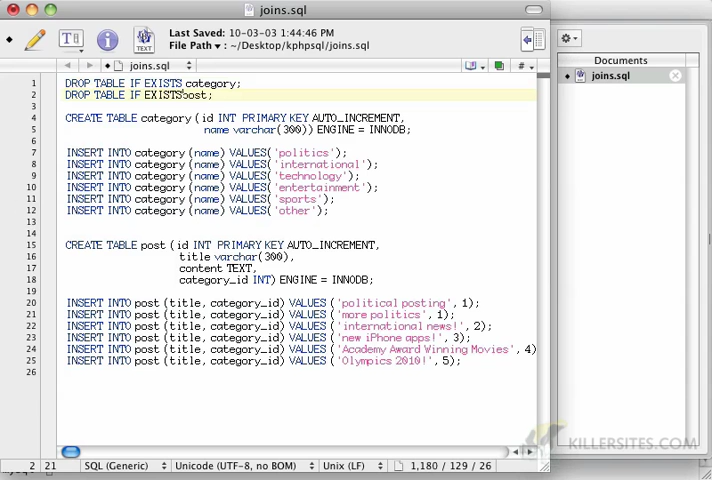 joins.sql
Last Saved: 10-03-03 1:44:46 PM
File Path ▾ : ~/Desktop/kphpsql/joins.sql
TEXT
joins.sql
#
Documents
joins.sql
1 DROP TABLE IF EXISTS category;
2 DROP TABLE IF EXISTS post;
3
4 CREATE TABLE category (id INT PRIMARY KEY AUTO_INCREMENT,
5 name varchar(300)) ENGINE = INNODB;
6
7 INSERT INTO category (name) VALUES('politics');
8 INSERT INTO category (name) VALUES('international');
9 INSERT INTO category (name) VALUES('technology');
10 INSERT INTO category (name) VALUES('entertainment');
11 INSERT INTO category (name) VALUES('sports');
12 INSERT INTO category (name) VALUES('other');
13
14
15 CREATE TABLE post (id INT PRIMARY KEY AUTO_INCREMENT,
16 title varchar(300),
17 content TEXT,
18 category_id INT) ENGINE = INNODB;
19
20 INSERT INTO post (title, category_id) VALUES ('political posting', 1);
21 INSERT INTO post (title, category_id) VALUES ('more politics', 1);
22 INSERT INTO post (title, category_id) VALUES ('international news!', 2);
23 INSERT INTO post (title, category_id) VALUES ('new iPhone apps!', 3);
24 INSERT INTO post (title, category_id) VALUES ('Academy Award Winning Movies', 4)
25 INSERT INTO post (title, category_id) VALUES ('Olympics 2010!', 5);
26
KILLERSITES.COM
2 21 SQL (Generic) Unicode (UTF-8, no BOM) Unix (LF) 1,180 / 129 / 26